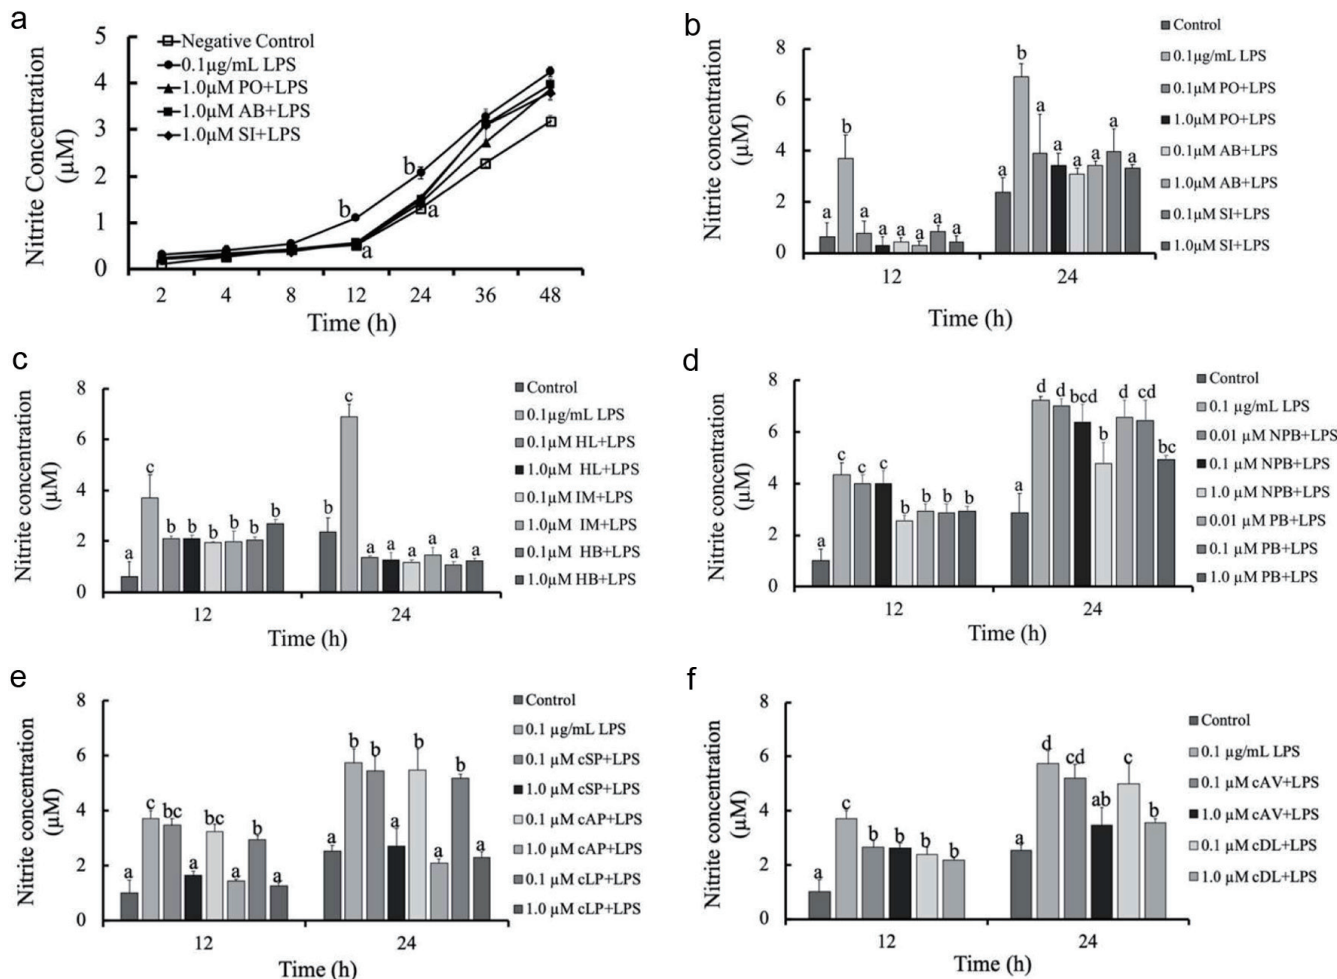 a
5
4
3
2
1
0
Nitrite Concentration
(µM)
Negative Control
0.1µg/mL LPS
1.0µM PO+LPS
1.0µM AB+LPS
1.0µM SI+LPS
b
b
a
a
2 4 8 12 24 36 48
Time (h)
b
8
6
4
2
0
Nitrite concentration
(µM)
b
a a a a a a a
b
a a a a a a a
12 24
Time (h)
Control
0.1µg/mL LPS
0.1µM PO+LPS
1.0µM PO+LPS
0.1µM AB+LPS
1.0µM AB+LPS
0.1µM SI+LPS
1.0µM SI+LPS
c
8
6
4
2
0
Nitrite concentration
(µM)
a c b b b b b b
b c a a a a a a
12 24
Time (h)
Control
0.1µg/mL LPS
0.1µM HL+LPS
1.0µM HL+LPS
0.1µM IM+LPS
1.0µM IM+LPS
0.1µM HB+LPS
1.0µM HB+LPS
d
8
6
4
2
0
Nitrite concentration
(µM)
a c c c b b b b
a d d bcd b d cd bc
12 24
Time (h)
Control
0.1 µg/mL LPS
0.01 µM NPB+LPS
0.1 µM NPB+LPS
1.0 µM NPB+LPS
0.01 µM PB+LPS
0.1 µM PB+LPS
1.0 µM PB+LPS
e
8
6
4
2
0
Nitrite concentration
(µM)
a c bc a bc a b a
a b b a b a b a
12 24
Time (h)
Control
0.1 µg/mL LPS
0.1 µM cSP+LPS
1.0 µM cSP+LPS
0.1 µM cAP+LPS
1.0 µM cAP+LPS
0.1 µM cLP+LPS
1.0 µM cLP+LPS
f
8
6
4
2
0
Nitrite concentration
(µM)
a c b b b b
a d cd ab c b
12 24
Time (h)
Control
0.1 µg/mL LPS
0.1 µM cAV+LPS
1.0 µM cAV+LPS
0.1 µM cDL+LPS
1.0 µM cDL+LPS